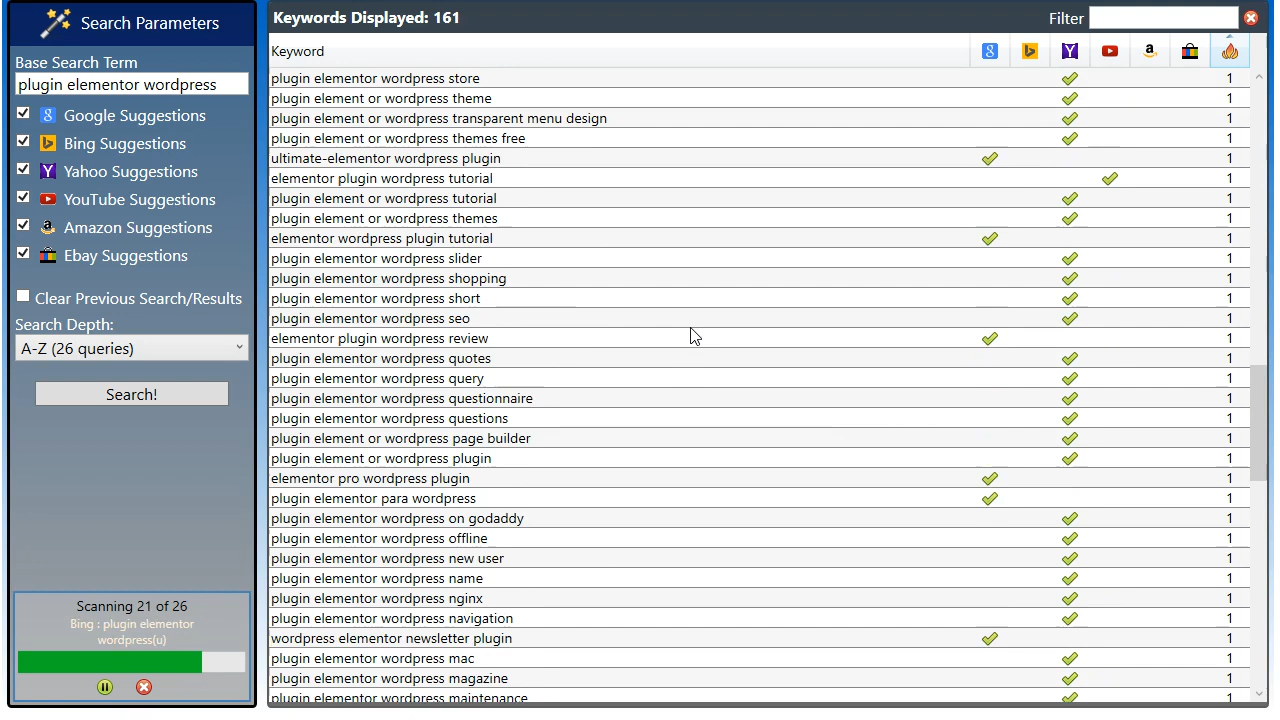 Search Parameters
Base Search Term
plugin elementor wordpress
Google Suggestions
Bing Suggestions
Yahoo Suggestions
YouTube Suggestions
Amazon Suggestions
Ebay Suggestions
Clear Previous Search/Results
Search Depth:
A-Z (26 queries)
Search!
Scanning 21 of 26
Bing : plugin elementor
wordpress(u)
Keywords Displayed: 161
Filter
Keyword
plugin elementor wordpress store 1
plugin element or wordpress theme 1
plugin element or wordpress transparent menu design 1
plugin element or wordpress themes free 1
ultimate-elementor wordpress plugin 1
elementor plugin wordpress tutorial 1
plugin element or wordpress tutorial 1
plugin element or wordpress themes 1
elementor wordpress plugin tutorial 1
plugin elementor wordpress slider 1
plugin elementor wordpress shopping 1
plugin elementor wordpress short 1
plugin elementor wordpress seo 1
elementor plugin wordpress review 1
plugin elementor wordpress quotes 1
plugin elementor wordpress query 1
plugin elementor wordpress questionnaire 1
plugin elementor wordpress questions 1
plugin element or wordpress page builder 1
plugin element or wordpress plugin 1
elementor pro wordpress plugin 1
plugin elementor para wordpress 1
plugin elementor wordpress on godaddy 1
plugin elementor wordpress offline 1
plugin elementor wordpress new user 1
plugin elementor wordpress name 1
plugin elementor wordpress nginx 1
plugin elementor wordpress navigation 1
wordpress elementor newsletter plugin 1
plugin elementor wordpress mac 1
plugin elementor wordpress magazine 1
plugin elementor wordpress maintenance 1